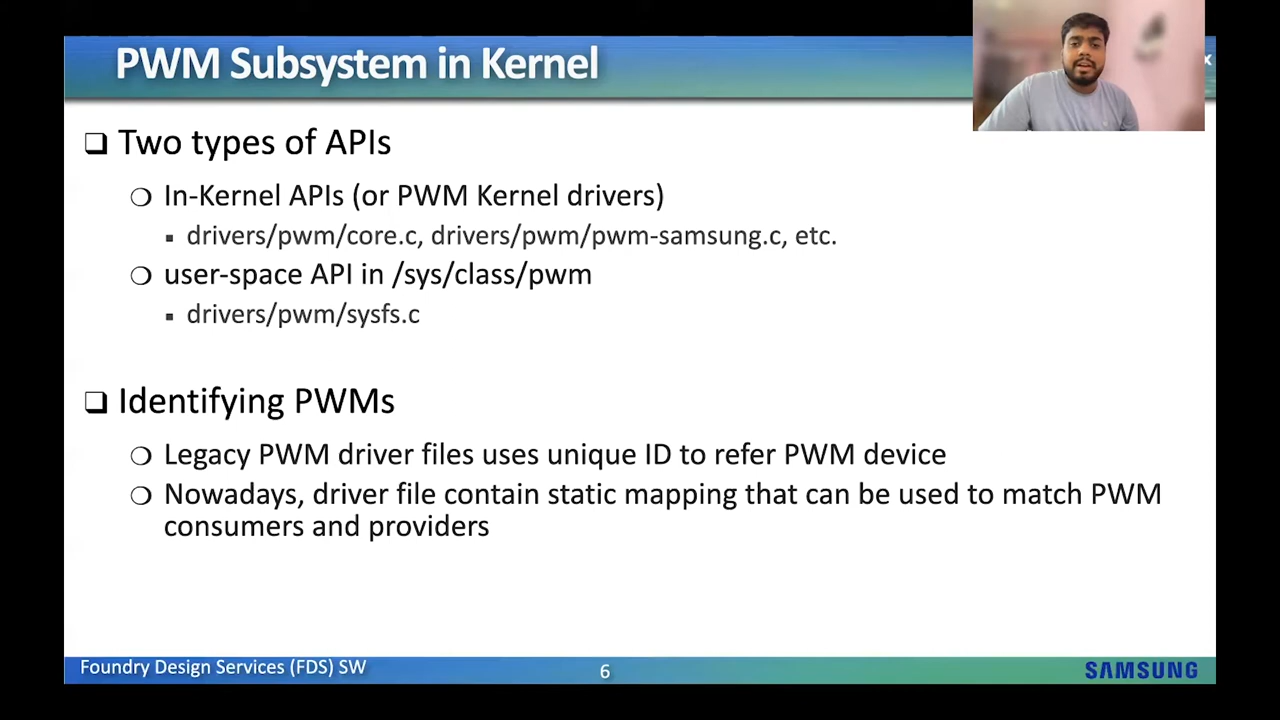 PWM Subsystem in Kernel
x
Two types of APIs
In-Kernel APIs (or PWM Kernel drivers)
drivers/pwm/core.c, drivers/pwm/pwm-samsung.c, etc.
user-space API in /sys/class/pwm
drivers/pwm/sysfs.c
Identifying PWMs
Legacy PWM driver files uses unique ID to refer PWM device
Nowadays, driver file contain static mapping that can be used to match PWM
consumers and providers
Foundry Design Services (FDS) SW
6
SAMSUNG